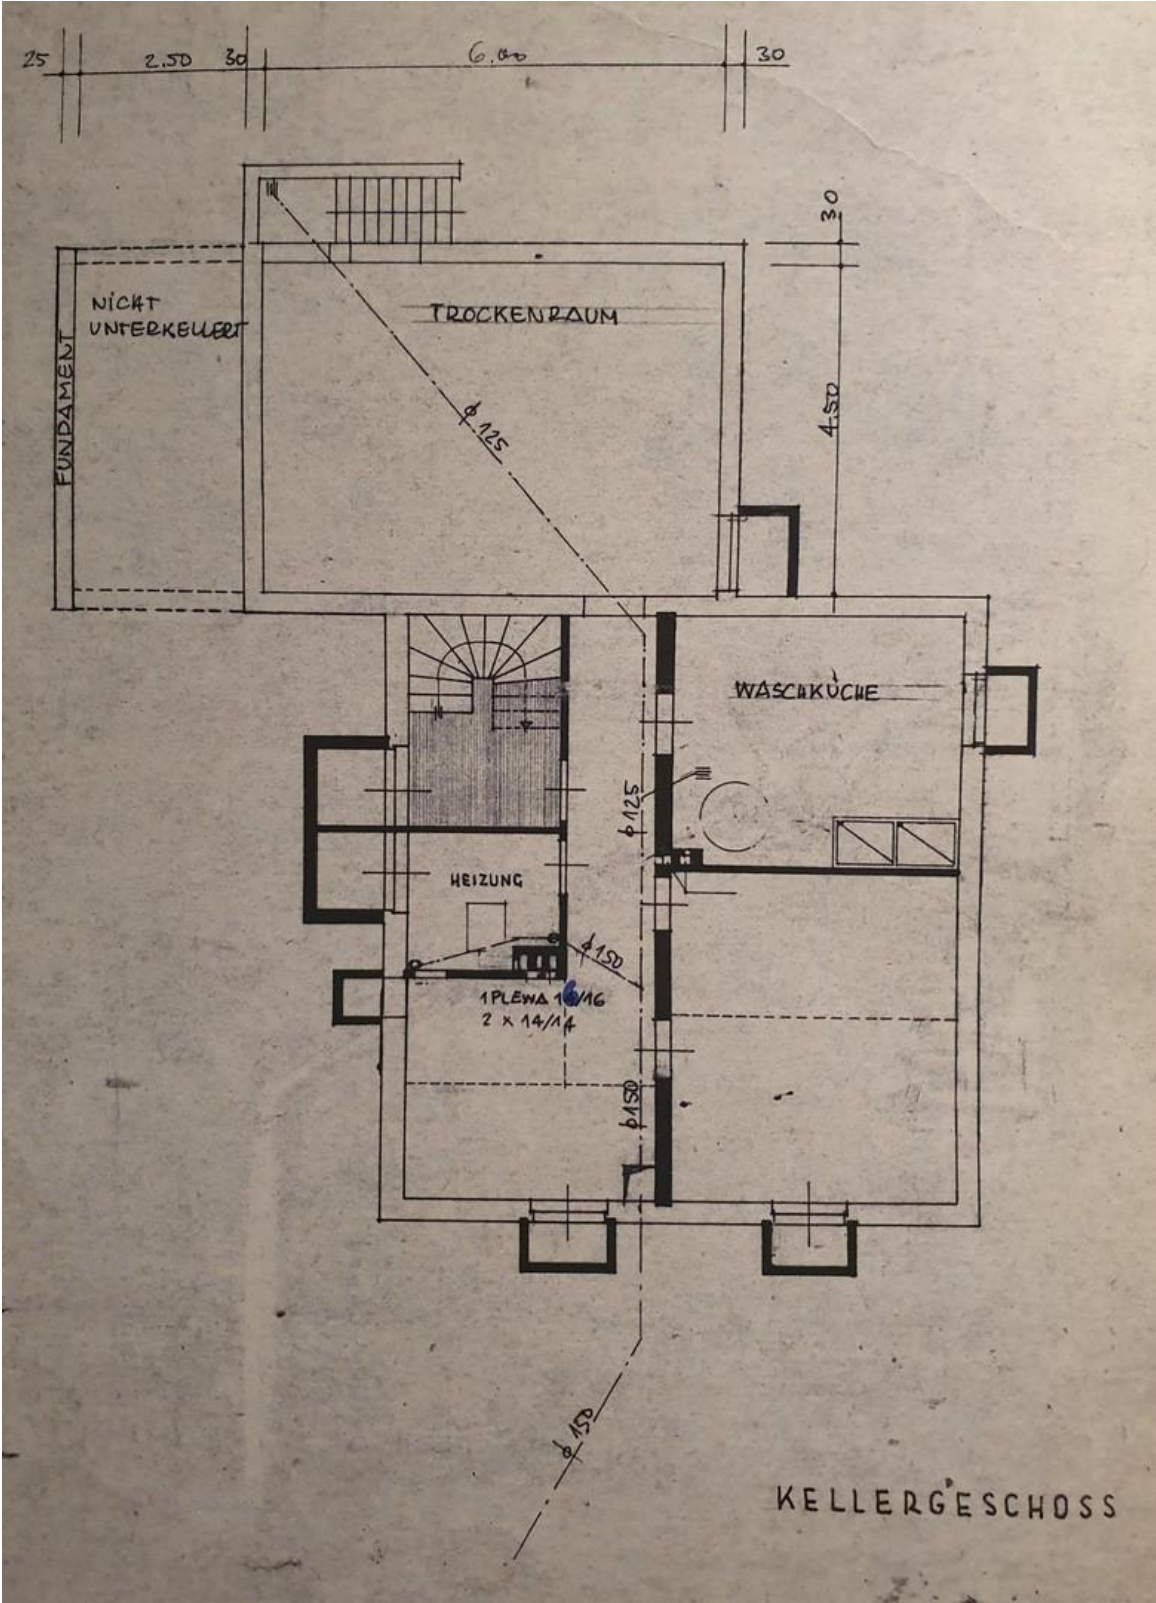 25 2.50 30 6.00 30
30
NICHT
UNTERKELLERT
TROCKENRAUM
FUNDAMENT
4.50
ϕ 125
WASCHKÜCHE
ϕ 125
HEIZUNG
ϕ 150
1 PLEWA 16/16
2 x 14/14
ϕ 150
ϕ 150
KELLERGESCHOSS